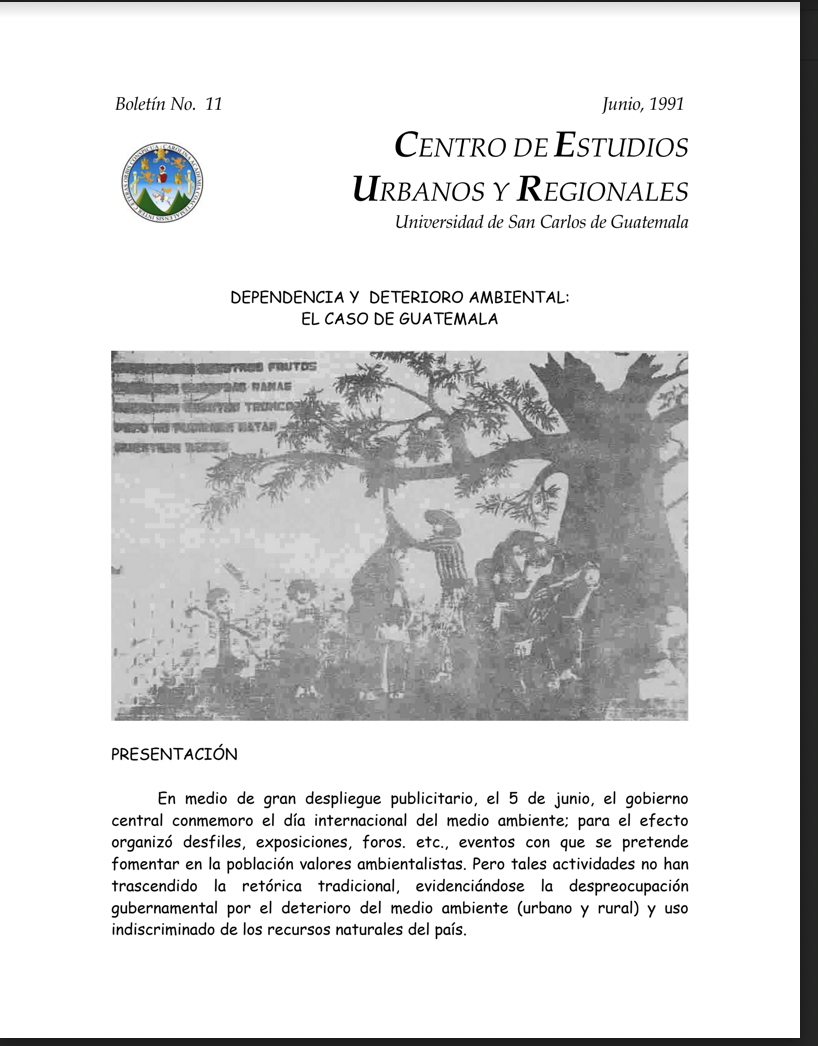 Boletín No. 11
Junio, 1991
CENTRO DE ESTUDIOS
URBANOS Y REGIONALES
Universidad de San Carlos de Guatemala
DEPENDENCIA Y DETERIORO AMBIENTAL:
EL CASO DE GUATEMALA
FRUTOS
RAMAS
TRONCO
PRESENTACIÓN
En medio de gran despliegue publicitario, el 5 de junio, el gobierno
central conmemoro el día internacional del medio ambiente; para el efecto
organizó desfiles, exposiciones, foros. etc., eventos con que se pretende
fomentar en la población valores ambientalistas. Pero tales actividades no han
trascendido la retórica tradicional, evidenciándose la despreocupación
gubernamental por el deterioro del medio ambiente (urbano y rural) y uso
indiscriminado de los recursos naturales del país.